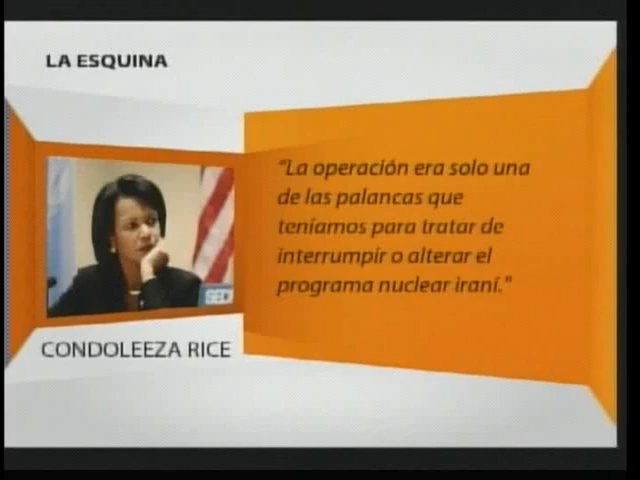 LA ESQUINA
"La operación era solo una
de las palancas que
teníamos para tratar de
interrumpir o alterar el
programa nuclear iraní."
CONDOLEEZA RICE